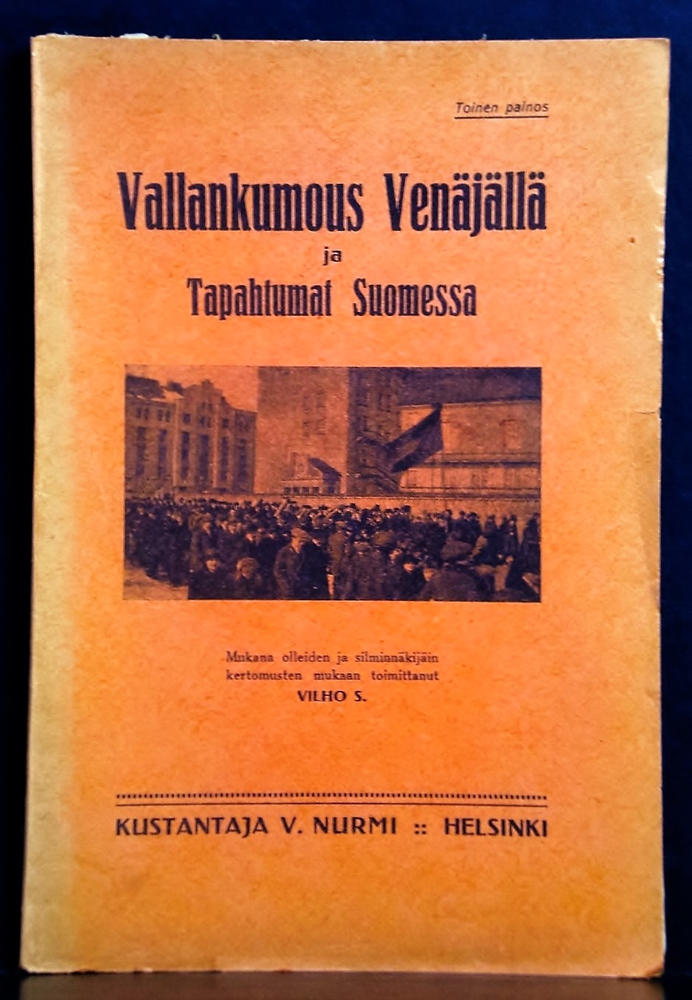 Toinen painos
Vallankumous Venäjällä
ja
Tapahtumat Suomessa
Mukana olleiden ja silminnäkijäin
kertomusten mukaan toimittanut
VILHO S.
KUSTANTAJA V. NURMI :: HELSINKI